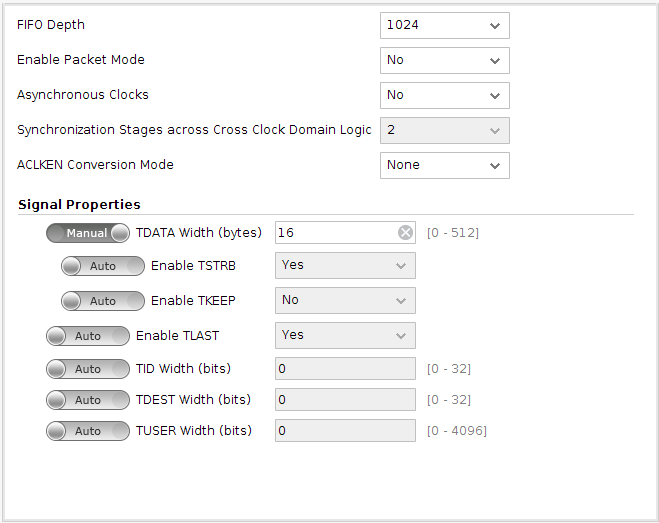 FIFO Depth 1024
Enable Packet Mode No
Asynchronous Clocks No
Synchronization Stages across Cross Clock Domain Logic 2
ACLKEN Conversion Mode None
Signal Properties
Manual TDATA Width (bytes) 16 [0 - 512]
Auto Enable TSTRB Yes
Auto Enable TKEEP No
Auto Enable TLAST Yes
Auto TID Width (bits) 0 [0 - 32]
Auto TDEST Width (bits) 0 [0 - 32]
Auto TUSER Width (bits) 0 [0 - 4096]